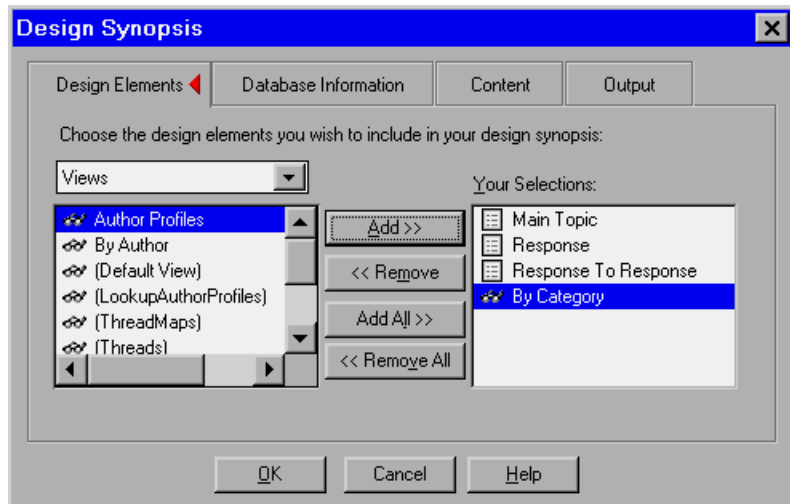 Design Synopsis
Design Elements Database Information Content Output
Choose the design elements you wish to include in your design synopsis:
Views
Your Selections:
Author Profiles
By Author
(Default View)
(LookupAuthorProfiles)
(ThreadMaps)
(Threads)
Add >>
<< Remove
Add All >>
<< Remove All
Main Topic
Response
Response To Response
By Category
OK Cancel Help